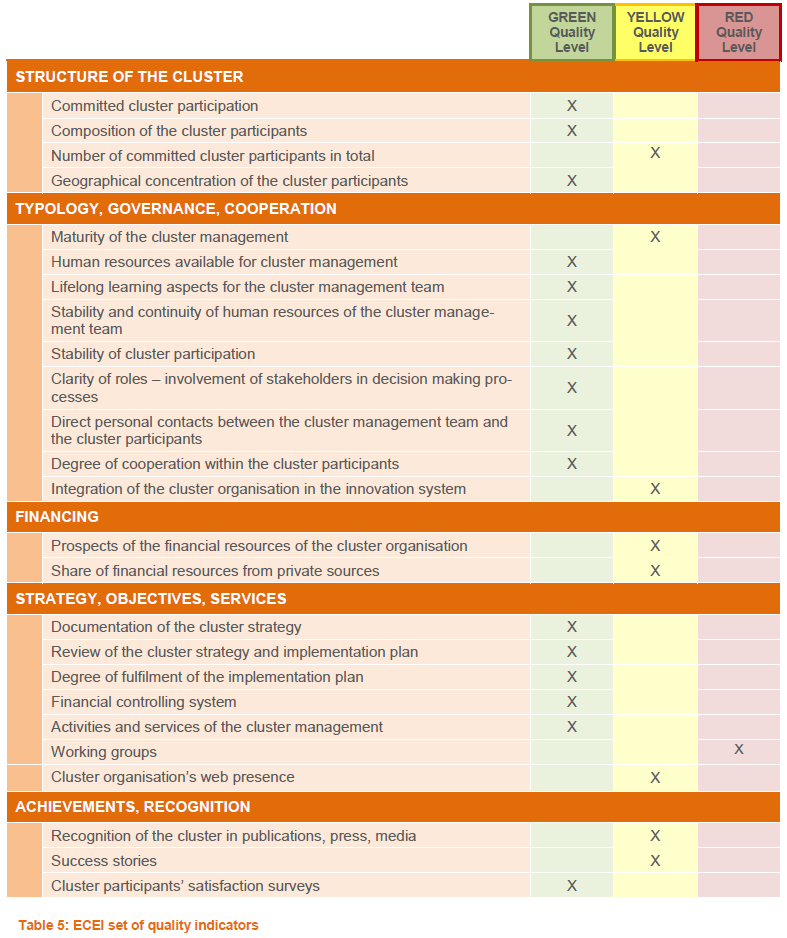 GREEN Quality Level
YELLOW Quality Level
RED Quality Level
STRUCTURE OF THE CLUSTER
Committed cluster participation X
Composition of the cluster participants X
Number of committed cluster participants in total X
Geographical concentration of the cluster participants X
TYPOLOGY, GOVERNANCE, COOPERATION
Maturity of the cluster management X
Human resources available for cluster management X
Lifelong learning aspects for the cluster management team X
Stability and continuity of human resources of the cluster manage-
ment team X
Stability of cluster participation X
Clarity of roles – involvement of stakeholders in decision making pro-
cesses X
Direct personal contacts between the cluster management team and
the cluster participants X
Degree of cooperation within the cluster participants X
Integration of the cluster organisation in the innovation system X
FINANCING
Prospects of the financial resources of the cluster organisation X
Share of financial resources from private sources X
STRATEGY, OBJECTIVES, SERVICES
Documentation of the cluster strategy X
Review of the cluster strategy and implementation plan X
Degree of fulfilment of the implementation plan X
Financial controlling system X
Activities and services of the cluster management X
Working groups X
Cluster organisation's web presence X
ACHIEVEMENTS, RECOGNITION
Recognition of the cluster in publications, press, media X
Success stories X
Cluster participants' satisfaction surveys X
Table 5: ECEI set of quality indicators